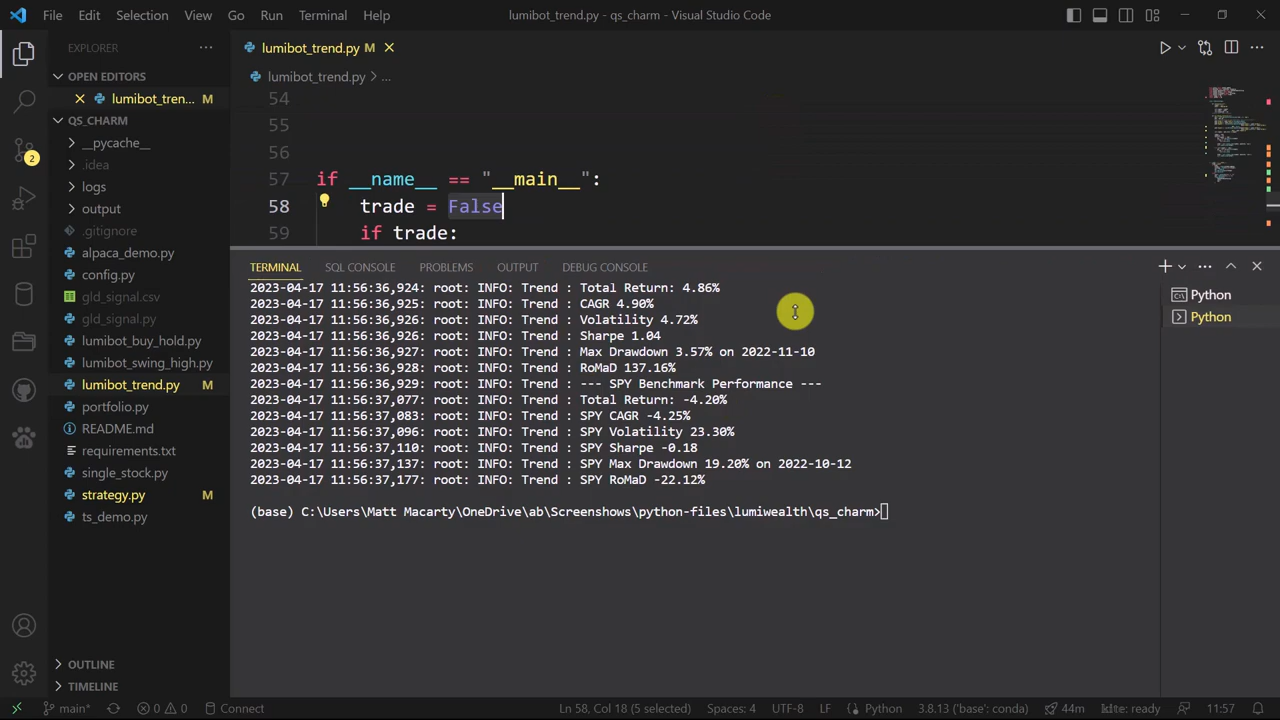 File Edit Selection View Go Run Terminal Help
lumibot_trend.py - qs_charm - Visual Studio Code
EXPLORER
OPEN EDITORS
lumibot_tren... M
QS_CHARM
__pycache__
.idea
logs
output
.gitignore
alpaca_demo.py
config.py
gld_signal.csv
gld_signal.py
lumibot_buy_hold.py
lumibot_swing_high.py
lumibot_trend.py M
portfolio.py
README.md
requirements.txt
single_stock.py
strategy.py M
ts_demo.py
OUTLINE
TIMELINE
2
lumibot_trend.py M
lumibot_trend.py > ...
54
55
56
57 if __name__ == "__main__":
58 trade = False
59 if trade:
TERMINAL SQL CONSOLE PROBLEMS OUTPUT DEBUG CONSOLE
2023-04-17 11:56:36,924: root: INFO: Trend : Total Return: 4.86%
2023-04-17 11:56:36,925: root: INFO: Trend : CAGR 4.90%
2023-04-17 11:56:36,926: root: INFO: Trend : Volatility 4.72%
2023-04-17 11:56:36,926: root: INFO: Trend : Sharpe 1.04
2023-04-17 11:56:36,927: root: INFO: Trend : Max Drawdown 3.57% on 2022-11-10
2023-04-17 11:56:36,928: root: INFO: Trend : RoMaD 137.16%
2023-04-17 11:56:36,929: root: INFO: Trend : --- SPY Benchmark Performance ---
2023-04-17 11:56:37,077: root: INFO: Trend : Total Return: -4.20%
2023-04-17 11:56:37,083: root: INFO: Trend : SPY CAGR -4.25%
2023-04-17 11:56:37,096: root: INFO: Trend : SPY Volatility 23.30%
2023-04-17 11:56:37,110: root: INFO: Trend : SPY Sharpe -0.18
2023-04-17 11:56:37,137: root: INFO: Trend : SPY Max Drawdown 19.20% on 2022-10-12
2023-04-17 11:56:37,177: root: INFO: Trend : SPY RoMaD -22.12%
(base) C:\Users\Matt Macarty\OneDrive\ab\Screenshots\python-files\lumiwealth\qs_charm>
Python
Python
main* 0 0 Connect
Ln 58, Col 18 (5 selected) Spaces: 4 UTF-8 LF Python 3.8.13 ('base': conda) 44m ready 11:57